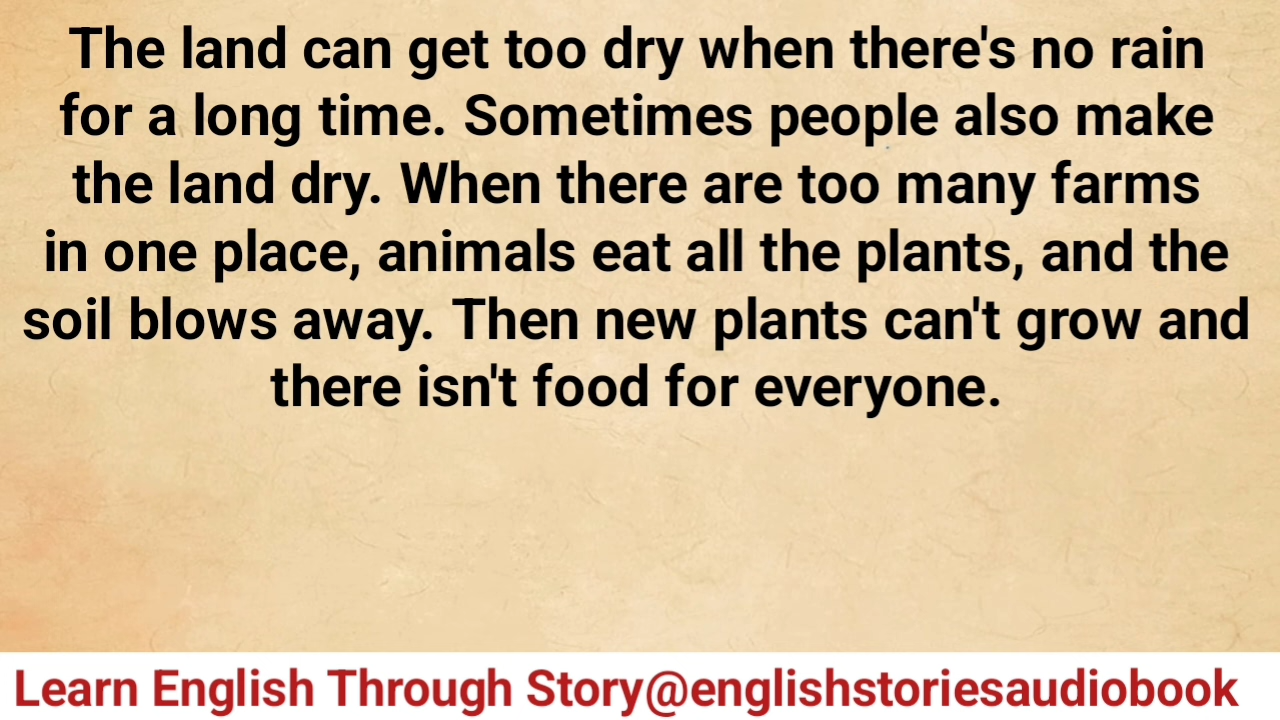 The land can get too dry when there's no rain
for a long time. Sometimes people also make
the land dry. When there are too many farms
in one place, animals eat all the plants, and the
soil blows away. Then new plants can't grow and
there isn't food for everyone.
Learn English Through Story@englishstoriesaudiobook